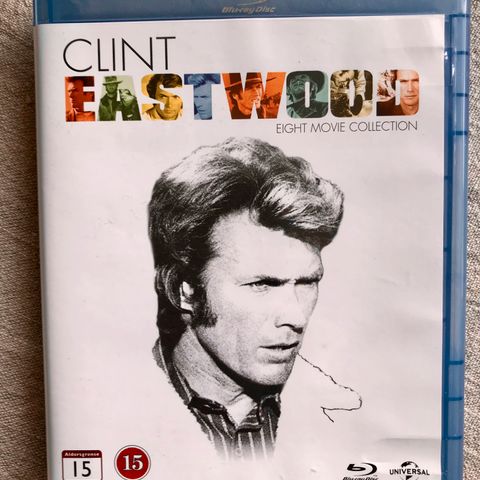 Blu-ray Disc
CLINT
EASTWOOD
EIGHT MOVIE COLLECTION
Aldersgrense
15
15
Blu-ray Disc
UNIVERSAL